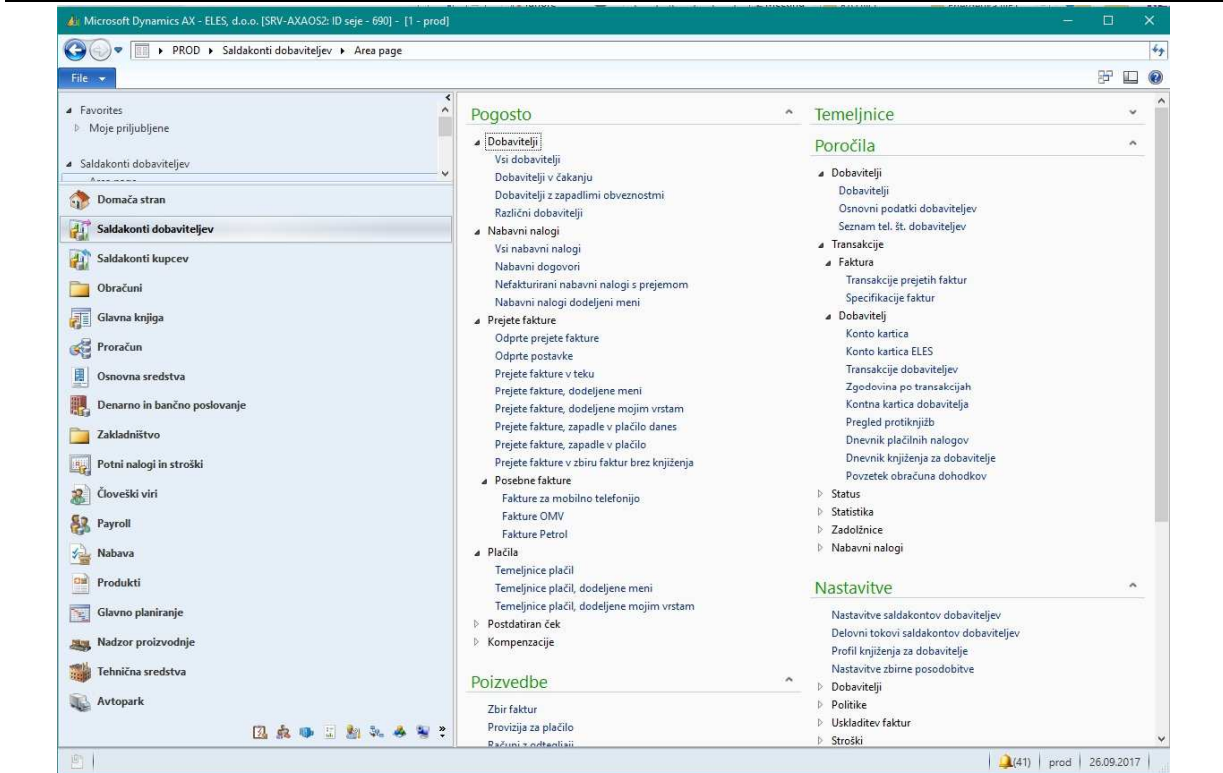 Microsoft Dynamics AX - ELES, d.o.o. [SRV-AXAOS2: ID seje - 690] - [1 - prod]
PROD Saldakonti dobaviteljev Area page
File
Favorites
Moje priljubljene
Saldakonti dobaviteljev
Domača stran
Saldakonti dobaviteljev
Saldakonti kupcev
Obračuni
Glavna knjiga
Proračun
Osnovna sredstva
Denarno in bančno poslovanje
Zakladništvo
Potni nalogi in stroški
Človeški viri
Payroll
Nabava
Produkti
Glavno planiranje
Nadzor proizvodnje
Tehnična sredstva
Avtopark
Pogosto
Dobavitelji
Vsi dobavitelji
Dobavitelji v čakanju
Dobavitelji z zapadlimi obveznostmi
Različni dobavitelji
Nabavni nalogi
Vsi nabavni nalogi
Nabavni dogovori
Nefakturirani nabavni nalogi s prejemom
Nabavni nalogi dodeljeni meni
Prejete fakture
Odprte prejete fakture
Odprte postavke
Prejete fakture v teku
Prejete fakture, dodeljene meni
Prejete fakture, dodeljene mojim vrstam
Prejete fakture, zapadle v plačilo danes
Prejete fakture, zapadle v plačilo
Prejete fakture v zbiru faktur brez knjiženja
Posebne fakture
Fakture za mobilno telefonijo
Fakture OMV
Fakture Petrol
Plačila
Temeljnice plačil
Temeljnice plačil, dodeljene meni
Temeljnice plačil, dodeljene mojim vrstam
Postdatiran ček
Kompenzacije
Poizvedbe
Zbir faktur
Provizija za plačilo
Računi z odtegljaji
Temeljnice
Poročila
Dobavitelji
Dobavitelji
Osnovni podatki dobaviteljev
Seznam tel. št. dobaviteljev
Transakcije
Faktura
Transakcije prejetih faktur
Specifikacije faktur
Dobavitelj
Konto kartica
Konto kartica ELES
Transakcije dobaviteljev
Zgodovina po transakcijah
Kontna kartica dobavitelja
Pregled protiknjižb
Dnevnik plačilnih nalogov
Dnevnik knjiženja za dobavitelje
Povzetek obračuna dohodkov
Status
Statistika
Zadolžnice
Nabavni nalogi
Nastavitve
Nastavitve saldakontov dobaviteljev
Delovni tokovi saldakontov dobaviteljev
Profil knjiženja za dobavitelje
Nastavitve zbirne posodobitve
Dobavitelji
Politike
Uskladitev faktur
Stroški
(41) prod 26.09.2017